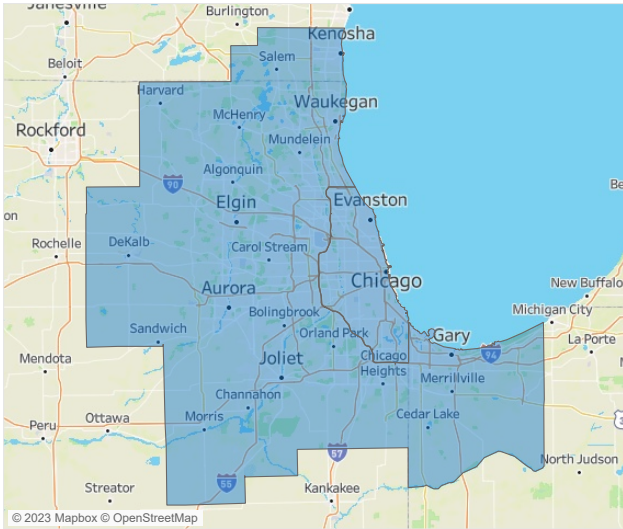 Janesville
Burlington
Kenosha
Beloit
Salem
Harvard
Waukegan
McHenry
Rockford
Mundelein
Algonquin
90
Be
Elgin
Evanston
on
DeKalb
Carol Stream
Rochelle
Chicago
New Buffalo
Aurora
Bolingbrook
Michigan City
Sandwich
Orland Park
Gary
La Porte
Mendota
Joliet
Chicago
Heights
94
Merrillville
Channahon
Morris
Cedar Lake
Ottawa
Peru
57
North Judson
55
Streator
Kankakee
© 2023 Mapbox © OpenStreetMap